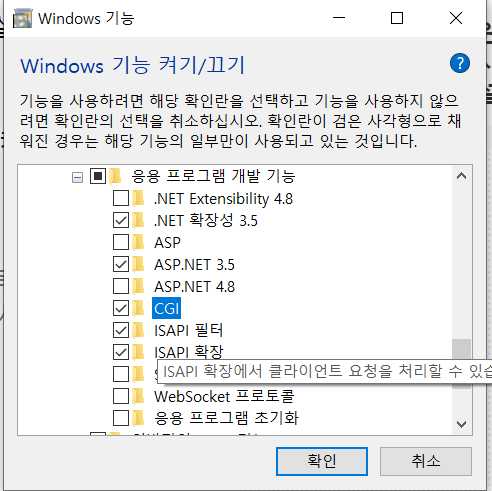 Windows 기능
Windows 기능 켜기/끄기
기능을 사용하려면 해당 확인란을 선택하고 기능을 사용하지 않으
려면 확인란의 선택을 취소하십시오. 확인란이 검은 사각형으로 채
워진 경우는 해당 기능의 일부만이 사용되고 있는 것입니다.
응용 프로그램 개발 기능
.NET Extensibility 4.8
.NET 확장성 3.5
ASP
ASP.NET 3.5
ASP.NET 4.8
CGI
ISAPI 필터
ISAPI 확장
ISAPI 확장에서 클라이언트 요청을 처리할 수 있습
WebSocket 프로토콜
응용 프로그램 초기화
확인
취소